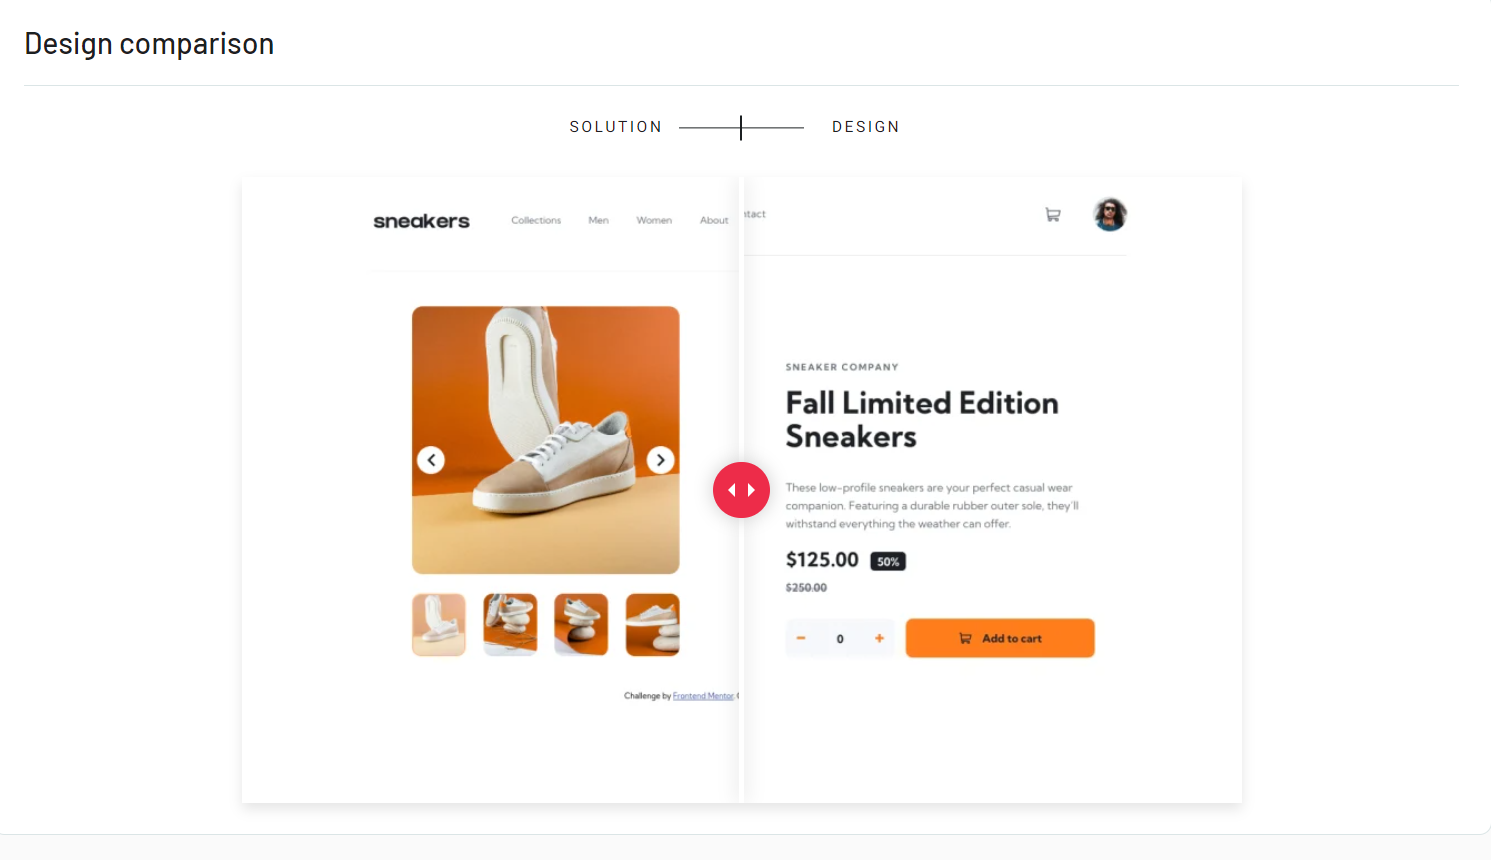 Design comparison
SOLUTION DESIGN
sneakers Collections Men Women About ntact
SNEAKER COMPANY
Fall Limited Edition
Sneakers
These low-profile sneakers are your perfect casual wear
companion. Featuring a durable rubber outer sole, they'll
withstand everything the weather can offer.
$125.00 50%
$250.00
0 Add to cart
Challenge by Frontend Mentor.